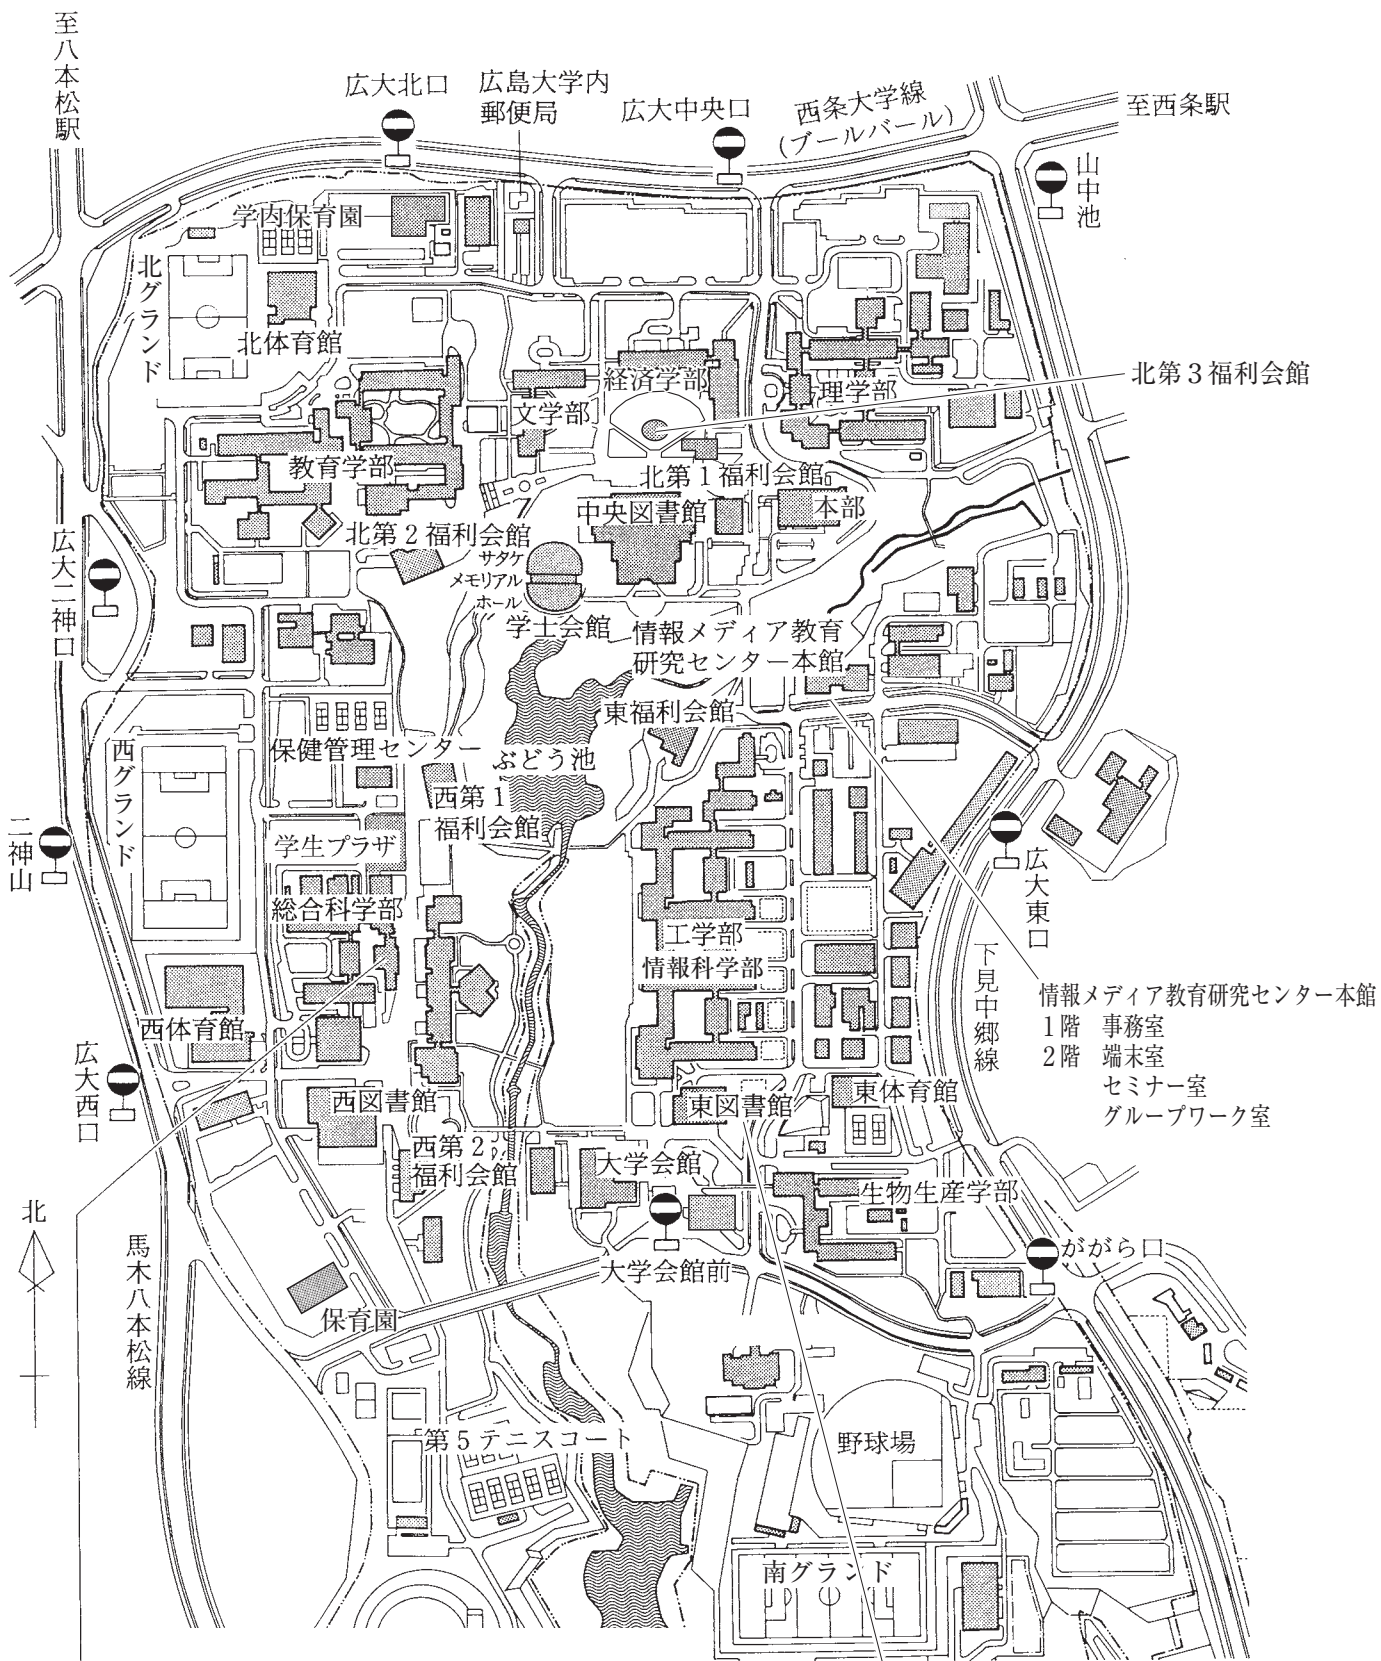 至八本松駅
広大北口
広島大学内
郵便局
広大中央口
西条大学線
(ブールバール)
至西条駅
山中池
学内保育園
北グランド
北体育館
経済学部
理学部
北第3福利会館
文学部
教育学部
北第1福利会館
中央図書館
本部
北第2福利会館
サタケ
メモリアル
ホール
学士会館
広大二神口
情報メディア教育
研究センター本館
東福利会館
西グランド
保健管理センター
ぶどう池
西第1
福利会館
二神山
学生プラザ
総合科学部
広大東口
工学部
情報科学部
下見中郷線
情報メディア教育研究センター本館
1階 事務室
2階 端末室
セミナー室
グループワーク室
西体育館
広大西口
西図書館
東図書館
東体育館
西第2
福利会館
大学会館
生物生産学部
北
馬木八本松線
大学会館前
ががら口
保育園
第5テニスコート
野球場
南グランド